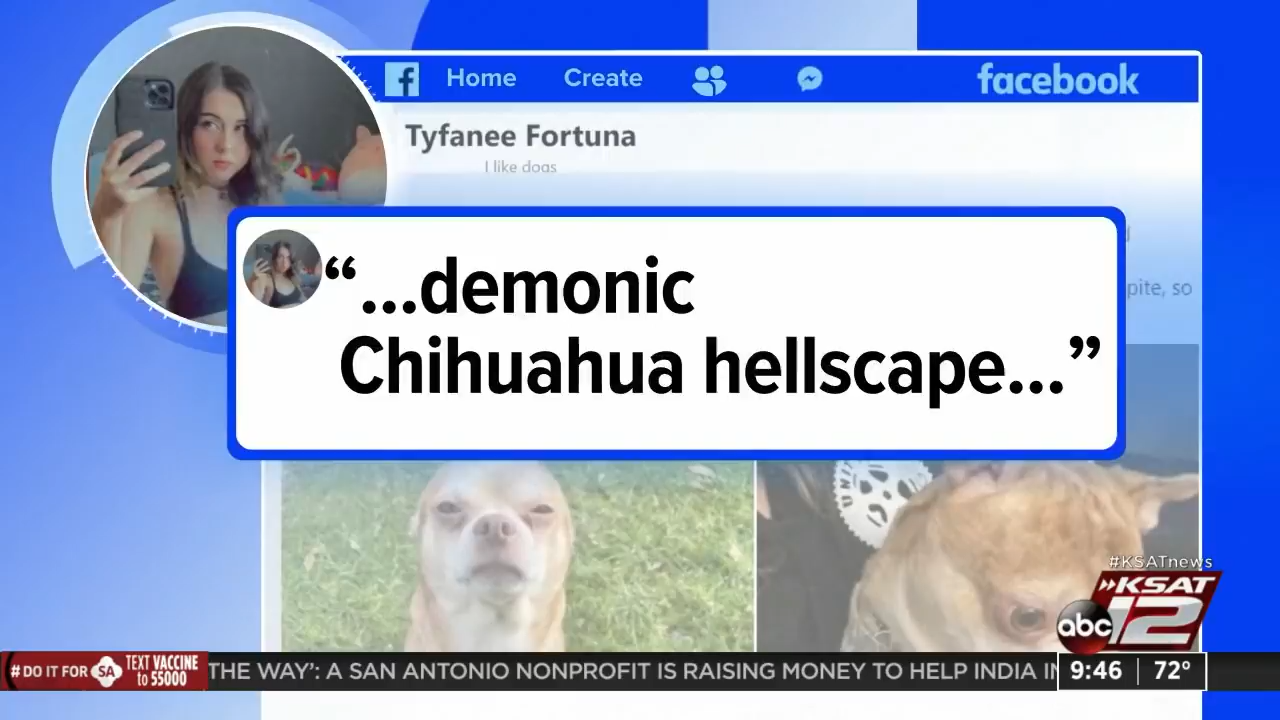 Home Create facebook
Tyfanee Fortuna
I like dogs
“...demonic
Chihuahua hellscape...”
pite, so
#KSATnews
KSAT
abc 12
#DO IT FOR SA TEXT VACCINE
to 55000
THE WAY': A SAN ANTONIO NONPROFIT IS RAISING MONEY TO HELP INDIA IN
9:46 72°